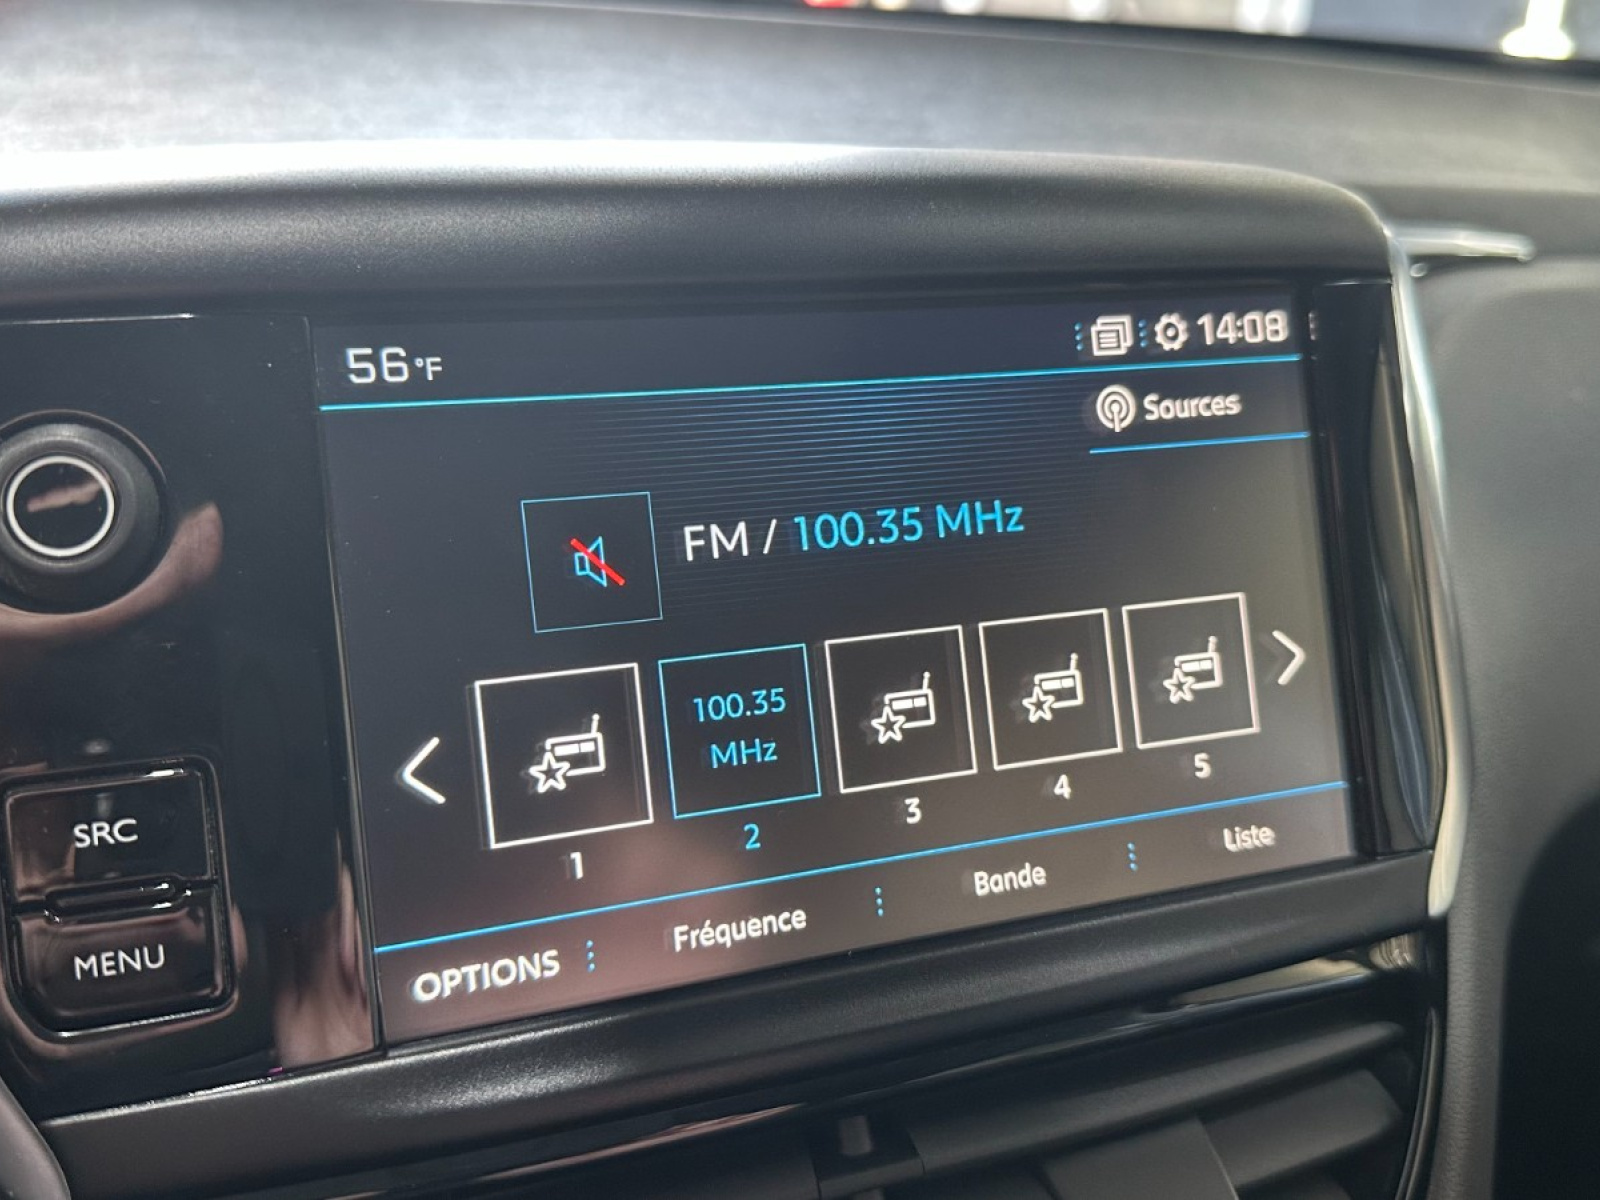 56°F
14:08
Sources
FM / 100.35 MHz
100.35
MHz
1
2
3
4
5
SRC
MENU
OPTIONS
Fréquence
Bande
Liste